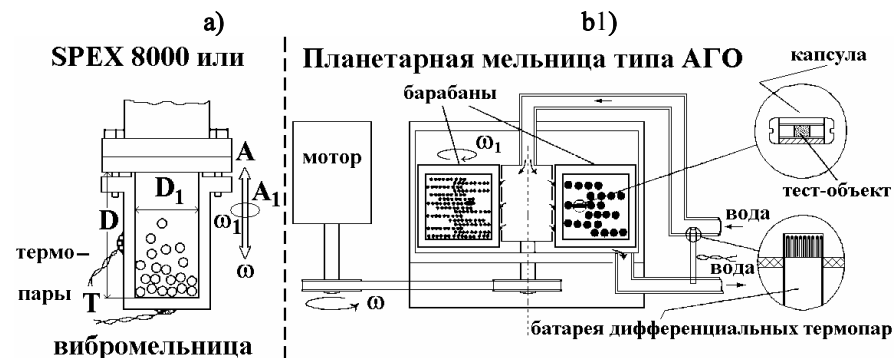 а)
SPEX 8000 или
A
D₁
A₁
D
ω₁
ω
термо-
пары
T
вибромельница
b1)
Планетарная мельница типа АГО
капсула
барабаны
ω₁
мотор
тест-объект
вода
вода
ω
батарея дифференциальных термопар